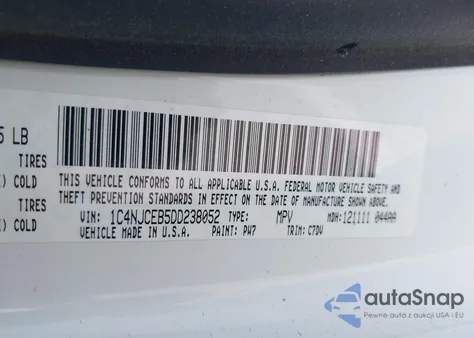 5 LB
TIRES
) COLD
TIRES
) COLD
THIS VEHICLE CONFORMS TO ALL APPLICABLE U.S.A. FEDERAL MOTOR VEHICLE SAFETY AND
THEFT PREVENTION STANDARDS IN EFFECT ON THE DATE OF MANUFACTURE SHOWN ABOVE.
VIN: 1C4NJCEB5DD238052 TYPE: MPV MDH: 121111 044AA
VEHICLE MADE IN U.S.A. PAINT: PW7 TRIM: C7DV
autoSnap
Pewne auta z aukcji USA i EU